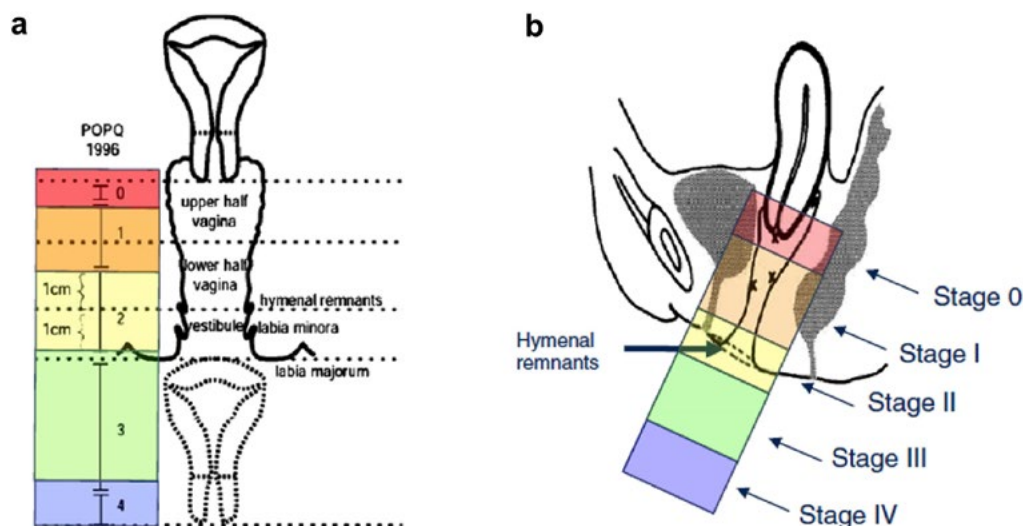 a
POPQ
1996
0
1
1cm
2
1cm
3
4
upper half
vagina
lower half
vagina
hymenal remnants
vestibule
labia minora
labia majorum
b
Hymenal
remnants
Stage 0
Stage I
Stage II
Stage III
Stage IV
x
x
x